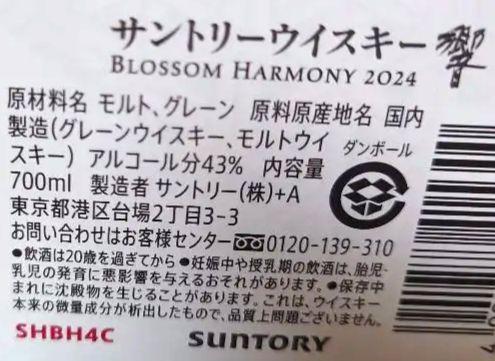 サントリーウイスキー響
BLOSSOM HARMONY 2024
原材料名 モルト、グレーン 原料原産地名 国内
製造(グレーンウイスキー、モルトウイ
スキー) アルコール分43% 内容量
700ml 製造者 サントリー(株)+A
東京都港区台場2丁目3-3
お問い合わせはお客様センター 0120-139-310
ダンボール
●飲酒は20歳を過ぎてから ●妊娠中や授乳期の飲酒は、胎児・
乳児の発育に悪影響を与えるおそれがあります。 ●保存中
まれに沈殿物を生じることがあります。これは、ウイスキー
本来の微量成分が析出したもので、品質上問題ございません
SHBH4C
SUNTORY